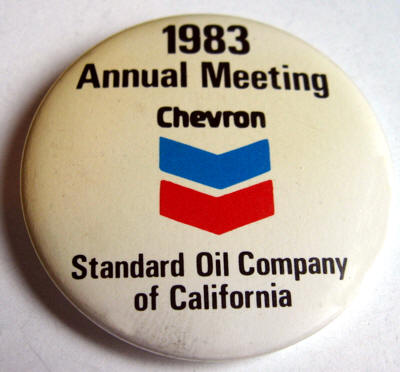 1983
Annual Meeting
Chevron
Standard Oil Company
of California